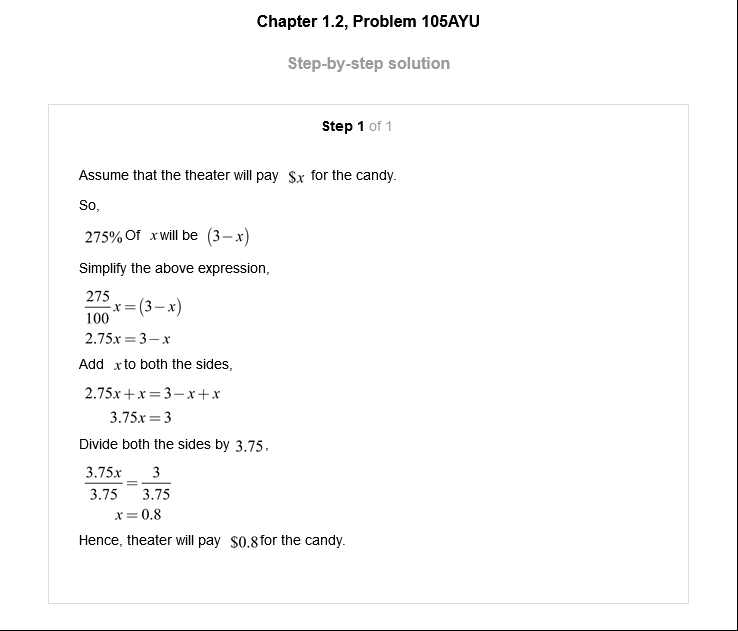 Chapter 1.2, Problem 105AYU
Step-by-step solution
Step 1 of 1
Assume that the theater will pay $x for the candy.
So,
275% Of x will be (3−x)
Simplify the above expression,
275/100 x = (3−x)
2.75x = 3−x
Add x to both the sides,
2.75x + x = 3−x+x
3.75x = 3
Divide both the sides by 3.75,
3.75x/3.75 = 3/3.75
x = 0.8
Hence, theater will pay $0.8 for the candy.